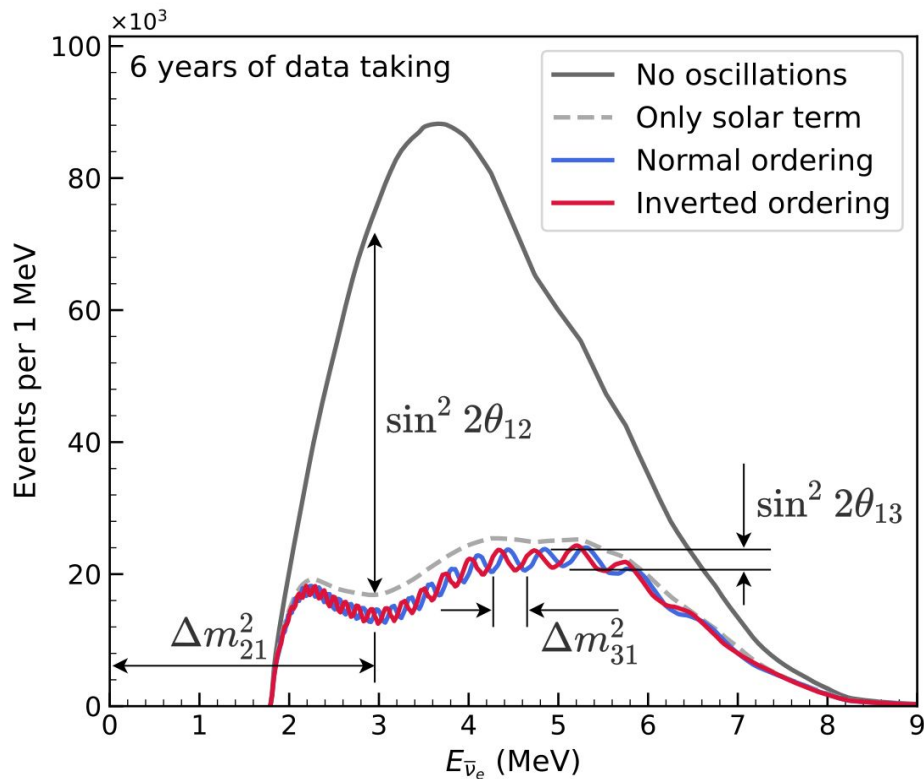 ×10³
6 years of data taking
No oscillations
Only solar term
Normal ordering
Inverted ordering
Events per 1 MeV
100
80
60
40
20
0
sin² 2θ₁₂
sin² 2θ₁₃
Δm²₂₁
Δm²₃₁
0 1 2 3 4 5 6 7 8 9
E_ν̅ₑ (MeV)